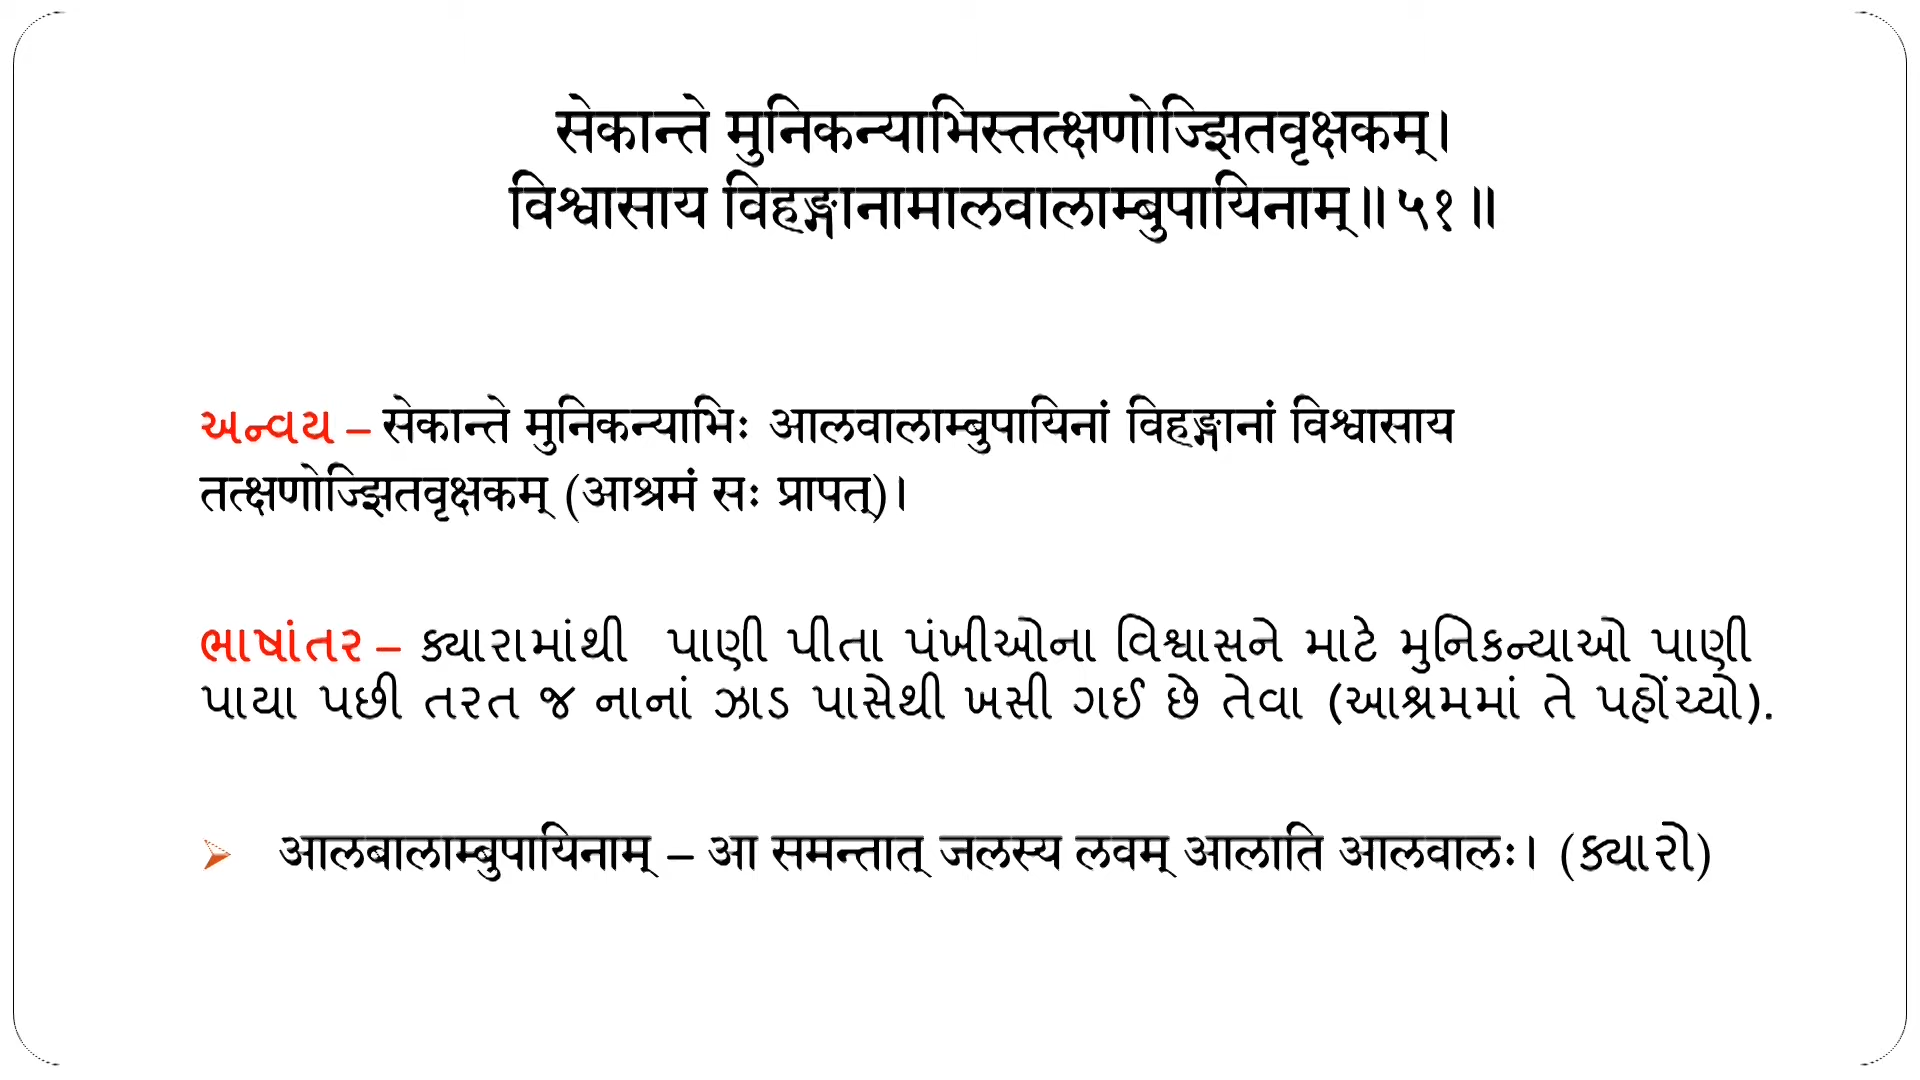 सेकान्ते मुनिकन्याभिस्तत्क्षणोज्झितवृक्षकम्।
विश्वासाय विहङ्गानामालवालाम्बुपायिनाम्॥५१॥
અન્વય – सेकान्ते मुनिकन्याभिः आलवालाम्बुपायिनां विहङ्गानां विश्वासाय
तत्क्षणोज्झितवृक्षकम् (आश्रमं सः प्रापत्)।
ભાષાંતર – ક્યારામાંથી પાણી પીતા પંખીઓના વિશ્વાસને માટે મુનિકન્યાઓ પાણી
પાયા પછી તરત જ નાનાં ઝાડ પાસેથી ખસી ગઈ છે તેવા (આશ્રમમાં તે પહોંચ્યો).
➢ आलबालाम्बुपायिनाम् – आ समन्तात् जलस्य लवम् आलाति आलवालः। (ક્યારો)